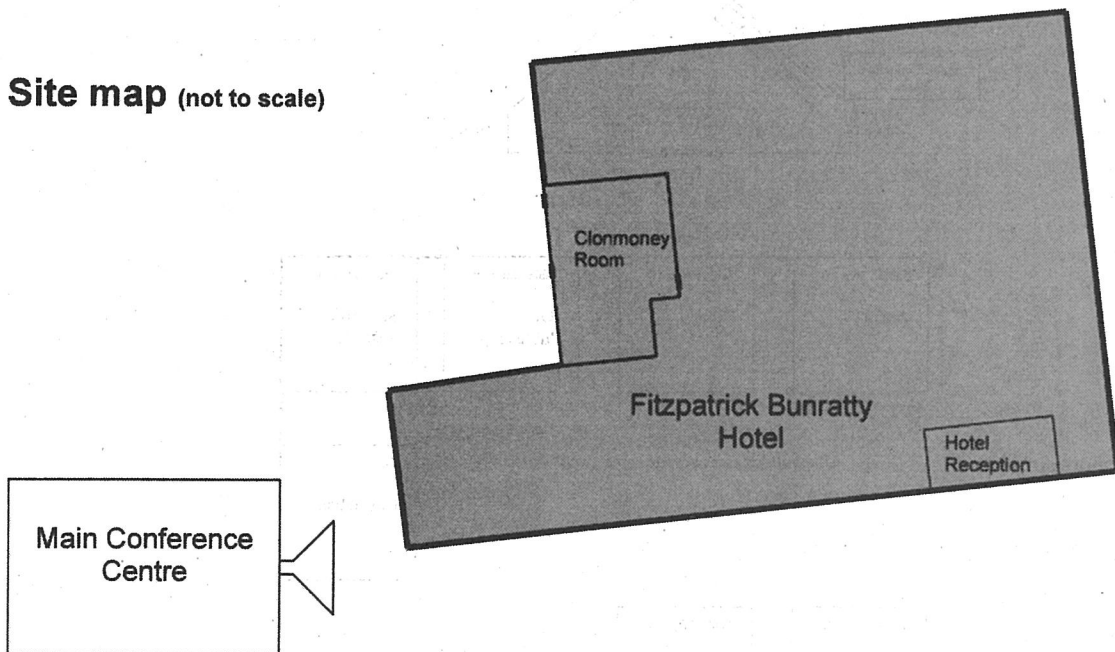 Site map (not to scale)
Clonmoney
Room
Fitzpatrick Bunratty
Hotel
Hotel
Reception
Main Conference
Centre